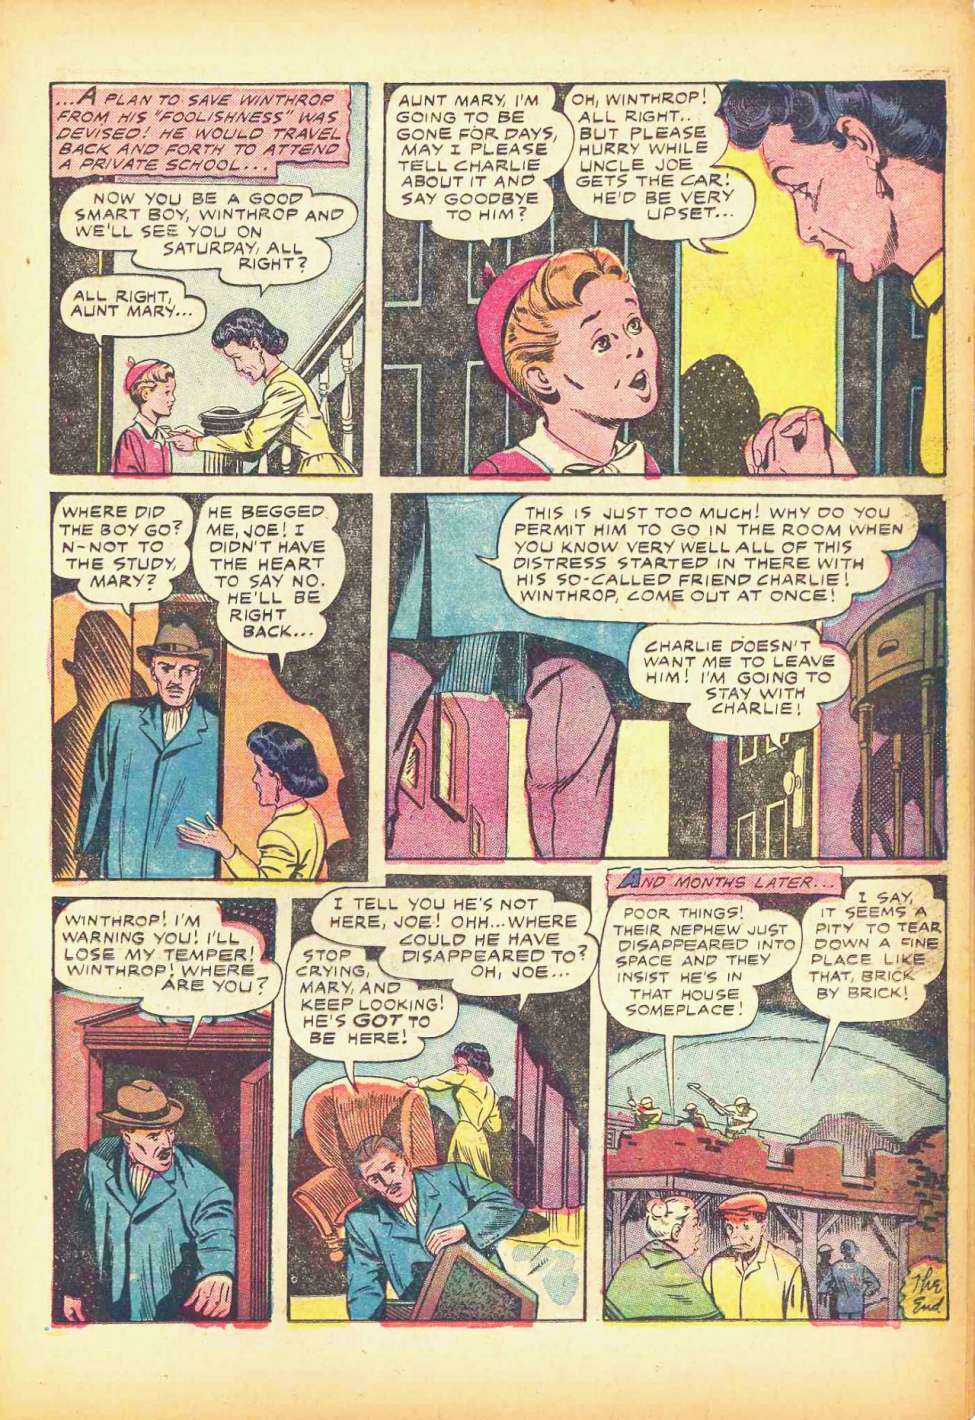 ...A PLAN TO SAVE WINTHROP
FROM HIS "FOOLISHNESS" WAS
DEVISED! HE WOULD TRAVEL
BACK AND FORTH TO ATTEND
A PRIVATE SCHOOL...
NOW YOU BE A GOOD
SMART BOY, WINTHROP AND
WE'LL SEE YOU ON
SATURDAY, ALL
RIGHT?
ALL RIGHT,
AUNT MARY...
AUNT MARY, I'M
GOING TO BE
GONE FOR DAYS,
MAY I PLEASE
TELL CHARLIE
ABOUT IT AND
SAY GOODBYE
TO HIM?
OH, WINTHROP!
ALL RIGHT..
BUT PLEASE
HURRY WHILE
UNCLE JOE
GETS THE CAR!
HE'D BE VERY
UPSET...
WHERE DID
THE BOY GO?
N-NOT TO
THE STUDY,
MARY?
HE BEGGED
ME, JOE! I
DIDN'T HAVE
THE HEART
TO SAY NO.
HE'LL BE
RIGHT
BACK...
THIS IS JUST TOO MUCH! WHY DO YOU
PERMIT HIM TO GO IN THE ROOM WHEN
YOU KNOW VERY WELL ALL OF THIS
DISTRESS STARTED IN THERE WITH
HIS SO-CALLED FRIEND CHARLIE!
WINTHROP, COME OUT AT ONCE!
CHARLIE DOESN'T
WANT ME TO LEAVE
HIM! I'M GOING TO
STAY WITH
CHARLIE!
WINTHROP! I'M
WARNING YOU! I'LL
LOSE MY TEMPER!
WINTHROP! WHERE
ARE YOU?
I TELL YOU HE'S NOT
HERE, JOE! OHH...WHERE
COULD HE HAVE
DISAPPEARED TO?
OH, JOE...
STOP
CRYING,
MARY, AND
KEEP LOOKING!
HE'S GOT TO
BE HERE!
AND MONTHS LATER...
POOR THINGS!
THEIR NEPHEW JUST
DISAPPEARED INTO
SPACE AND THEY
INSIST HE'S IN
THAT HOUSE
SOMEPLACE!
I SAY,
IT SEEMS A
PITY TO TEAR
DOWN A FINE
PLACE LIKE
THAT, BRICK
BY BRICK!
The
End